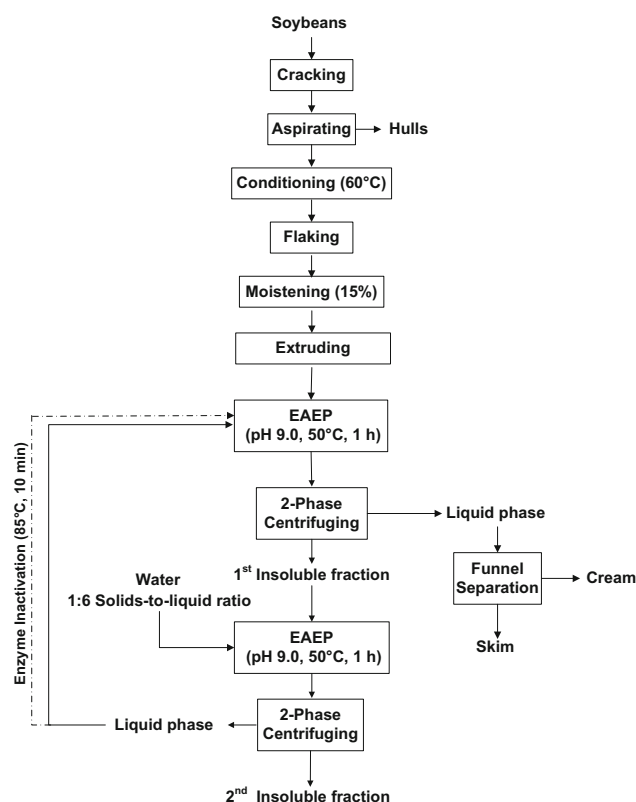 Soybeans
Cracking
Aspirating
Hulls
Conditioning (60°C)
Flaking
Moistening (15%)
Extruding
EAEP
(pH 9.0, 50°C, 1 h)
2-Phase
Centrifuging
Liquid phase
Funnel
Separation
Cream
Skim
1st Insoluble fraction
Water
1:6 Solids-to-liquid ratio
EAEP
(pH 9.0, 50°C, 1 h)
2-Phase
Centrifuging
Liquid phase
Enzyme Inactivation (85°C, 10 min)
2nd Insoluble fraction